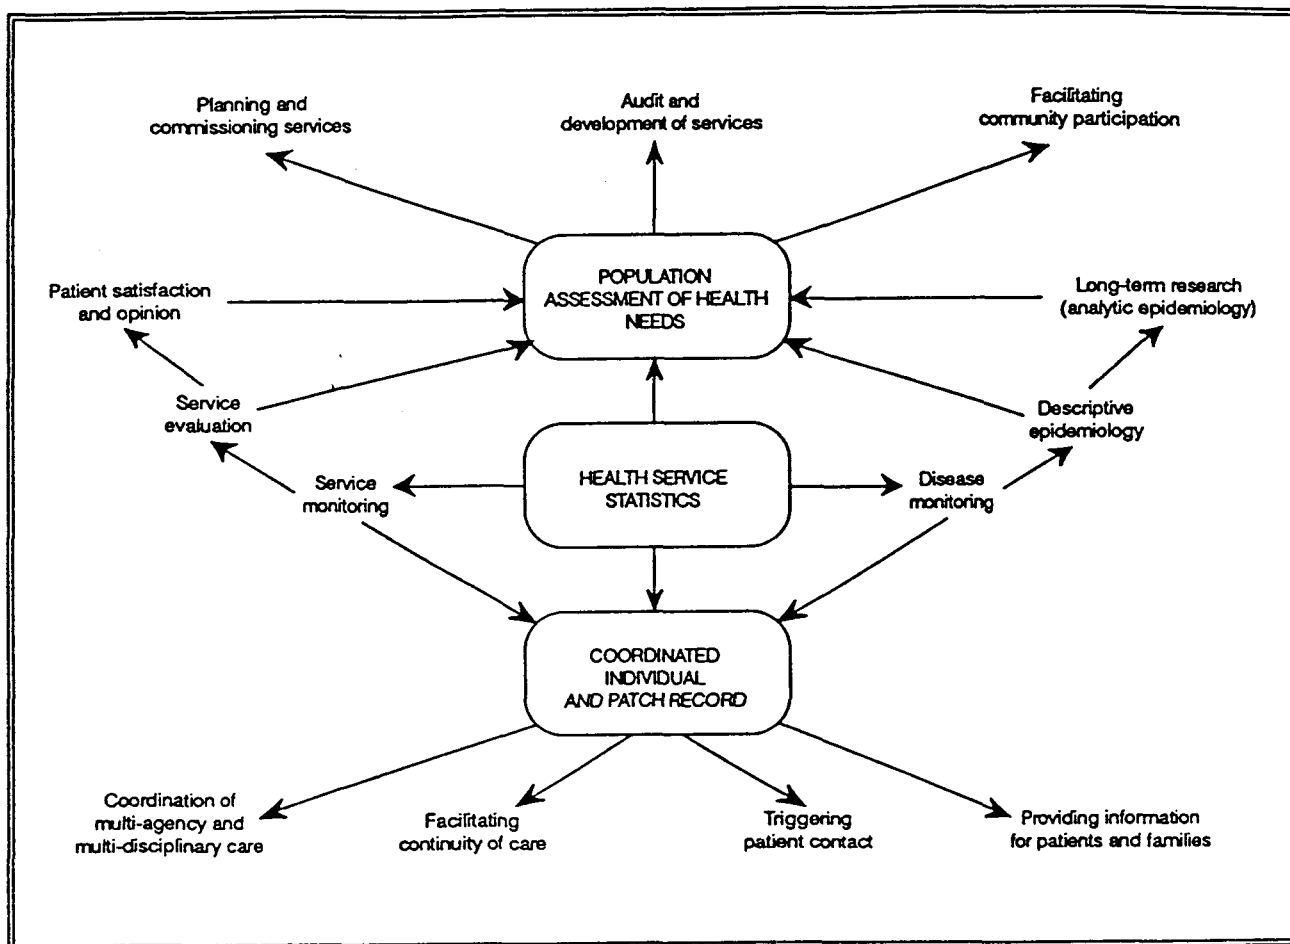 Planning and
commissioning services
Audit and
development of services
Facilitating
community participation
POPULATION
ASSESSMENT OF HEALTH
NEEDS
Patient satisfaction
and opinion
Long-term research
(analytic epidemiology)
Service
evaluation
Descriptive
epidemiology
Service
monitoring
HEALTH SERVICE
STATISTICS
Disease
monitoring
COORDINATED
INDIVIDUAL
AND PATCH RECORD
Coordination of
multi-agency and
multi-disciplinary care
Facilitating
continuity of care
Triggering
patient contact
Providing information
for patients and families